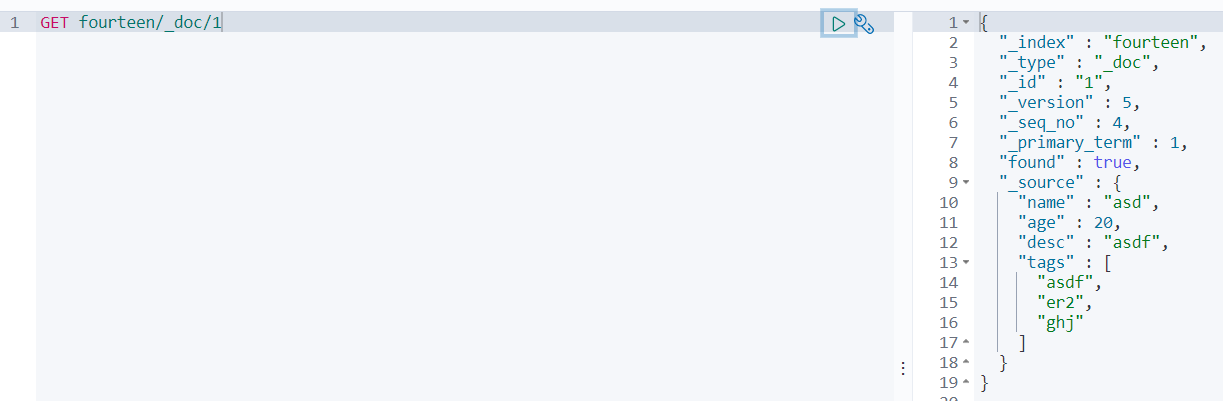 1 GET fourteen/_doc/1
1 {
2 "_index" : "fourteen",
3 "_type" : "_doc",
4 "_id" : "1",
5 "_version" : 5,
6 "_seq_no" : 4,
7 "_primary_term" : 1,
8 "found" : true,
9 "_source" : {
10 "name" : "asd",
11 "age" : 20,
12 "desc" : "asdf",
13 "tags" : [
14 "asdf",
15 "er2",
16 "ghj"
17 ]
18 }
19 }